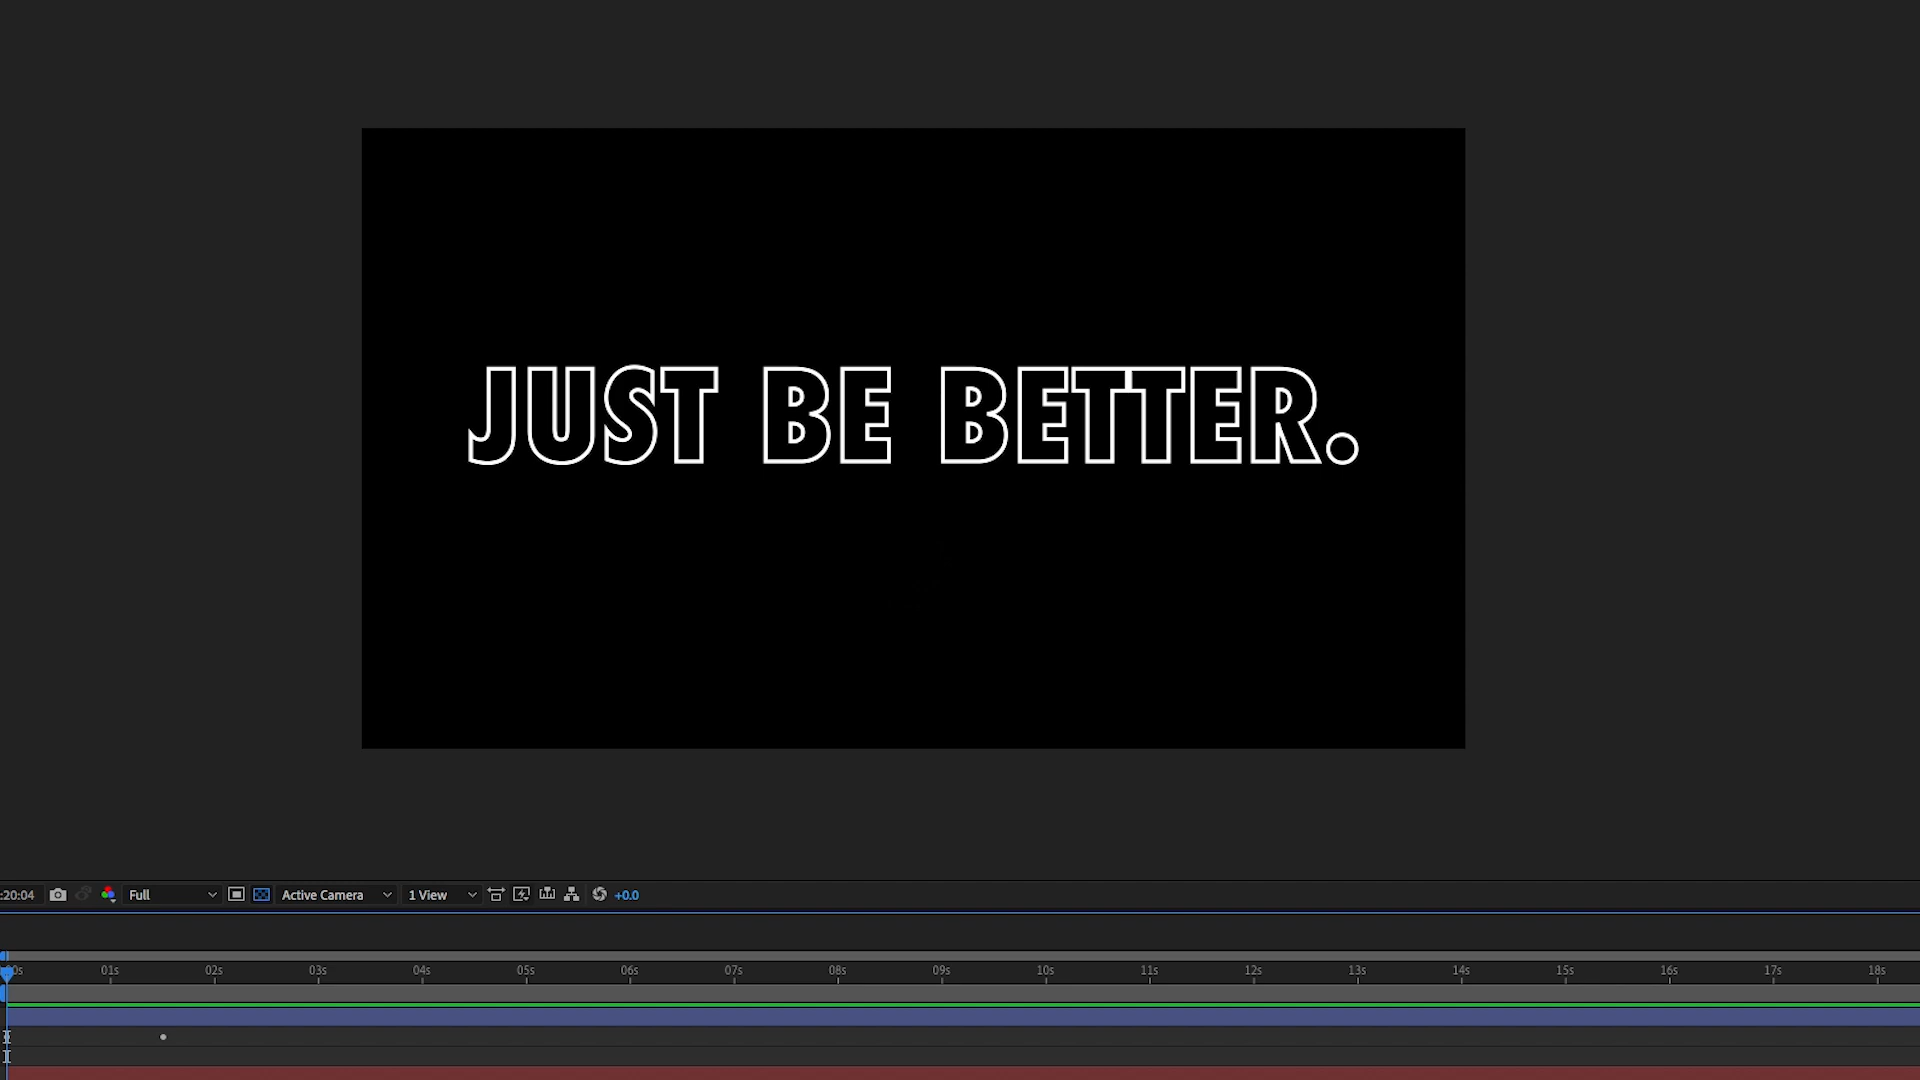 JUST BE BETTER.
:20:04 Full Active Camera 1 View +0.0
01s 02s 03s 04s 05s 06s 07s 08s 09s 10s 11s 12s 13s 14s 15s 16s 17s 18s